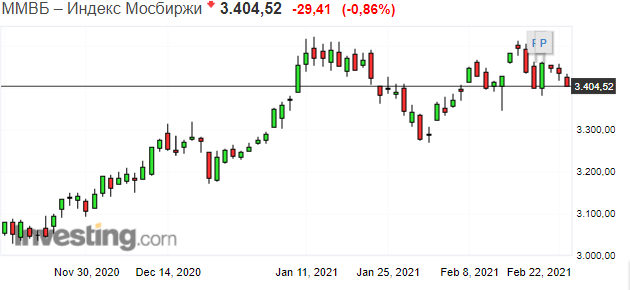 ММВБ – Индекс Мосбиржи 3.404,52 -29,41 (-0,86%)
P P
3.404,52
3.300,00
3.200,00
3.100,00
3.000,00
Investing.com
Nov 30, 2020 Dec 14, 2020 Jan 11, 2021 Jan 25, 2021 Feb 8, 2021 Feb 22, 2021